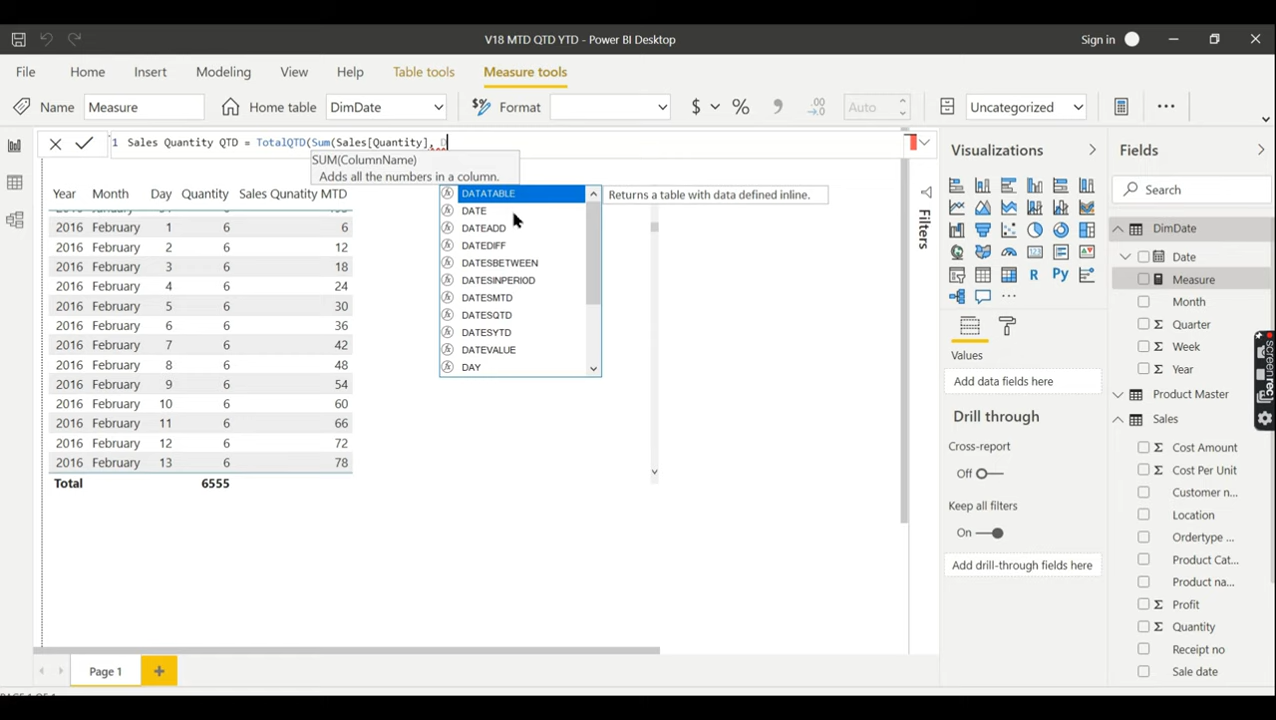 V18 MTD QTD YTD - Power BI Desktop
Sign in
File
Home
Insert
Modeling
View
Help
Table tools
Measure tools
Name
Measure
Home table
DimDate
Format
$
%
Auto
Uncategorized
1 Sales Quantity QTD = TotalQTD(Sum(Sales[Quantity], D
SUM(ColumnName)
Adds all the numbers in a column.
DATATABLE
DATE
DATEADD
DATEDIFF
DATESBETWEEN
DATESINPERIOD
DATESMTD
DATESQTD
DATESYTD
DATEVALUE
DAY
Returns a table with data defined inline.
Year Month Day Quantity Sales Qunatity MTD
2016 February 1 6 6
2016 February 2 6 12
2016 February 3 6 18
2016 February 4 6 24
2016 February 5 6 30
2016 February 6 6 36
2016 February 7 6 42
2016 February 8 6 48
2016 February 9 6 54
2016 February 10 6 60
2016 February 11 6 66
2016 February 12 6 72
2016 February 13 6 78
Total 6555
Filters
Visualizations
R
Py
Values
Add data fields here
Drill through
Cross-report
Off
Keep all filters
On
Add drill-through fields here
Fields
Search
DimDate
Date
Measure
Month
Quarter
Week
Year
Product Master
Sales
Cost Amount
Cost Per Unit
Customer n...
Location
Ordertype ...
Product Cat...
Product na...
Profit
Quantity
Receipt no
Sale date
screenrec
Page 1